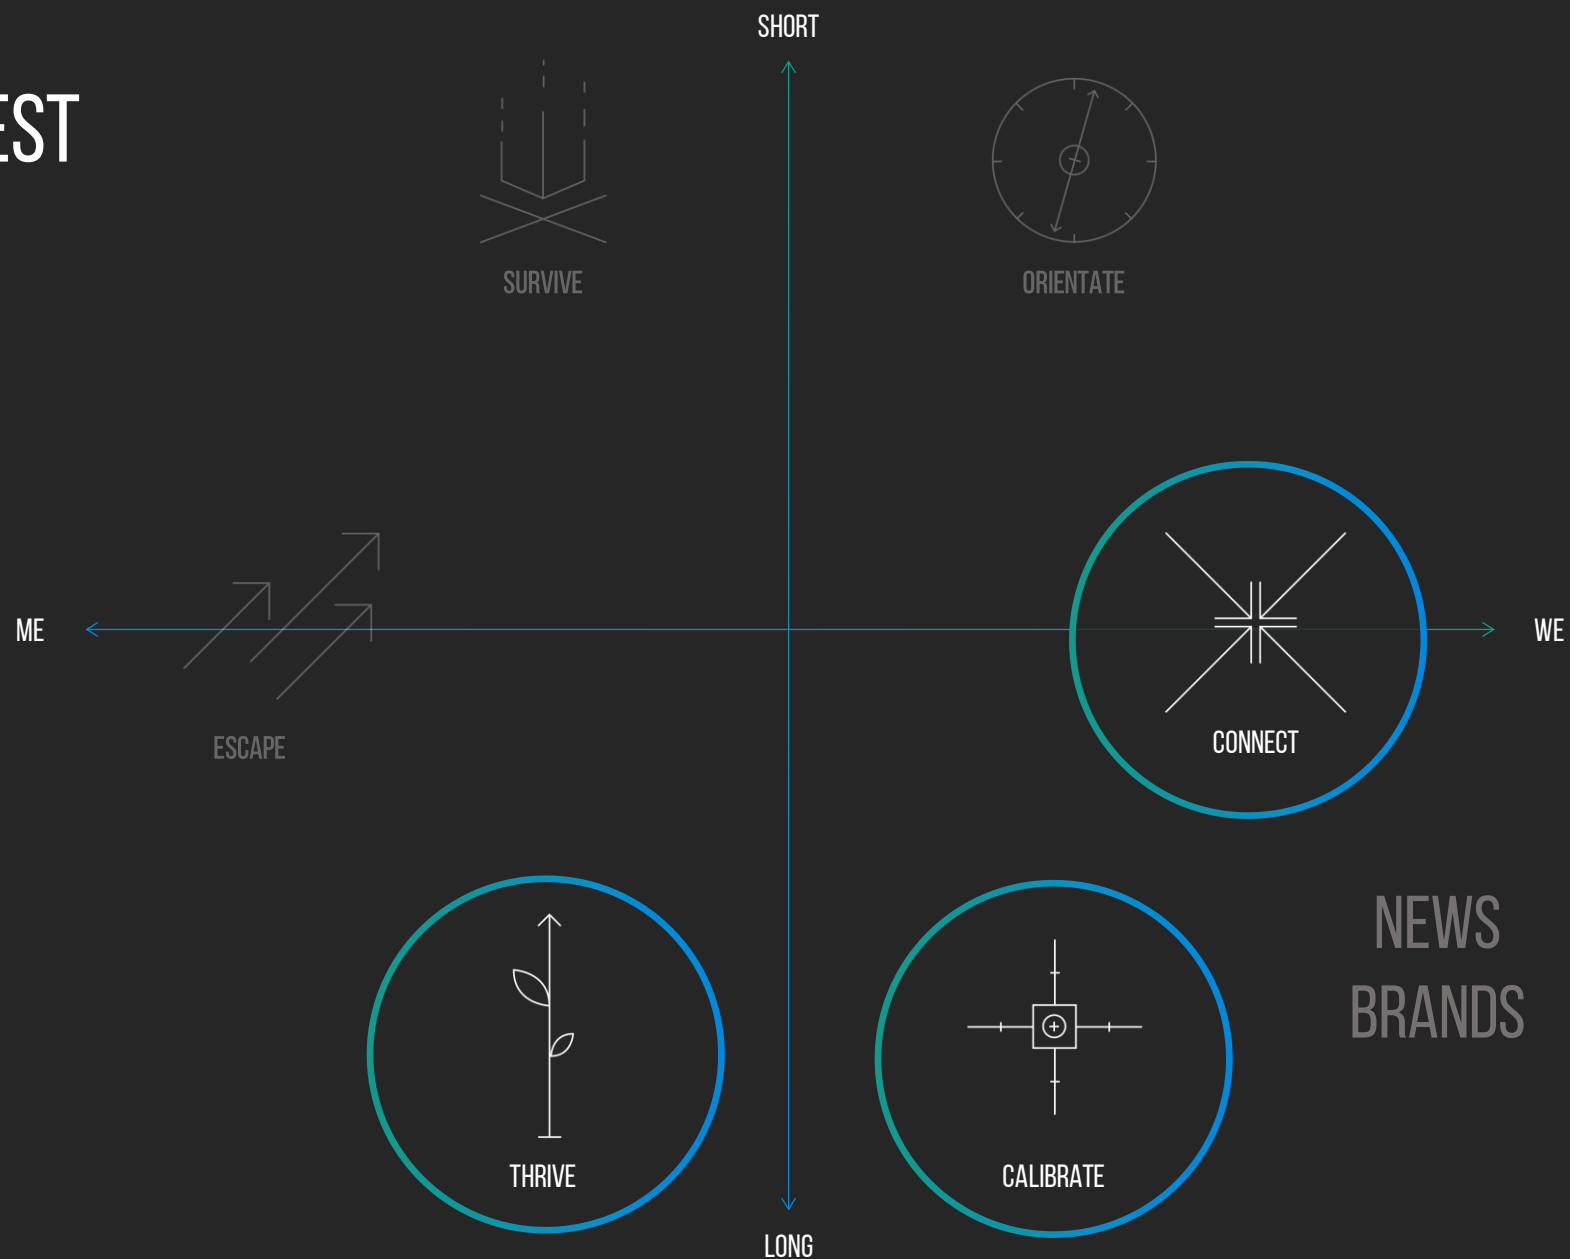 SHORT
EST
SURVIVE
ORIENTATE
ME
WE
CONNECT
ESCAPE
NEWS
BRANDS
THRIVE
CALIBRATE
LONG